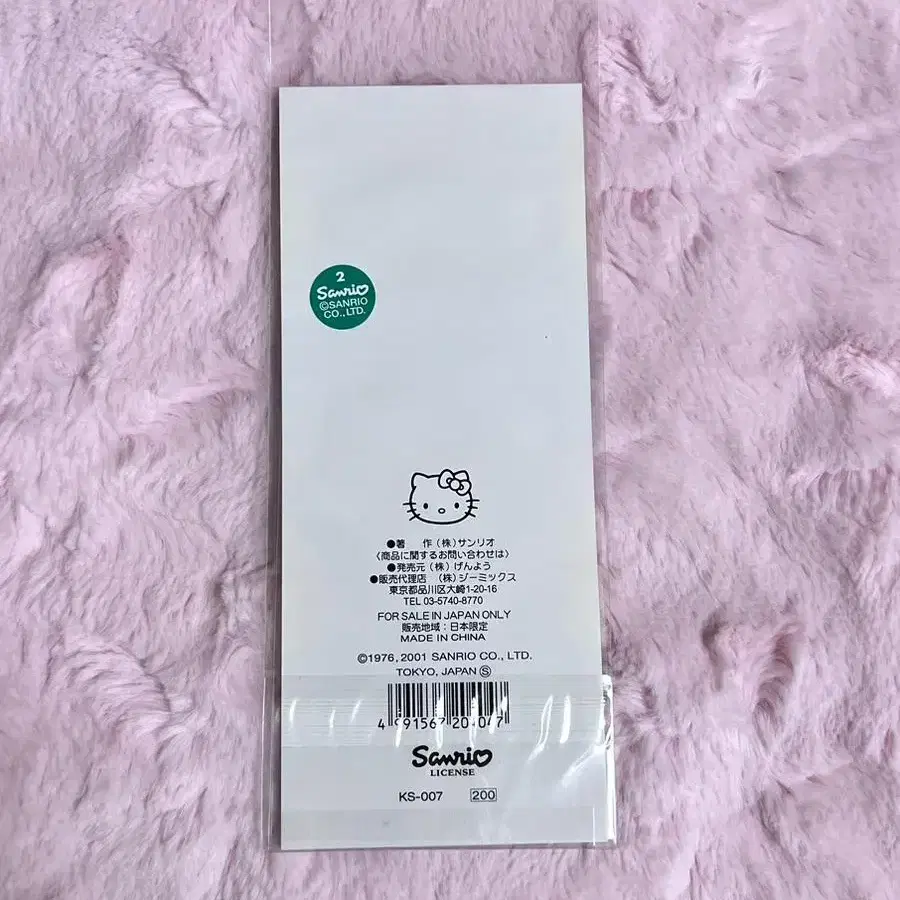 2
Sanrio
©SANRIO
CO.,LTD.
●著 作(株)サンリオ
〈商品に関するお問い合わせは〉
●発売元(株)げんよう
●販売代理店 (株)ジーミックス
東京都品川区大崎1-20-16
TEL 03-5740-8770
FOR SALE IN JAPAN ONLY
販売地域:日本限定
MADE IN CHINA
©1976, 2001 SANRIO CO., LTD.
TOKYO, JAPAN Ⓢ
Sanrio
LICENSE
KS-007 200